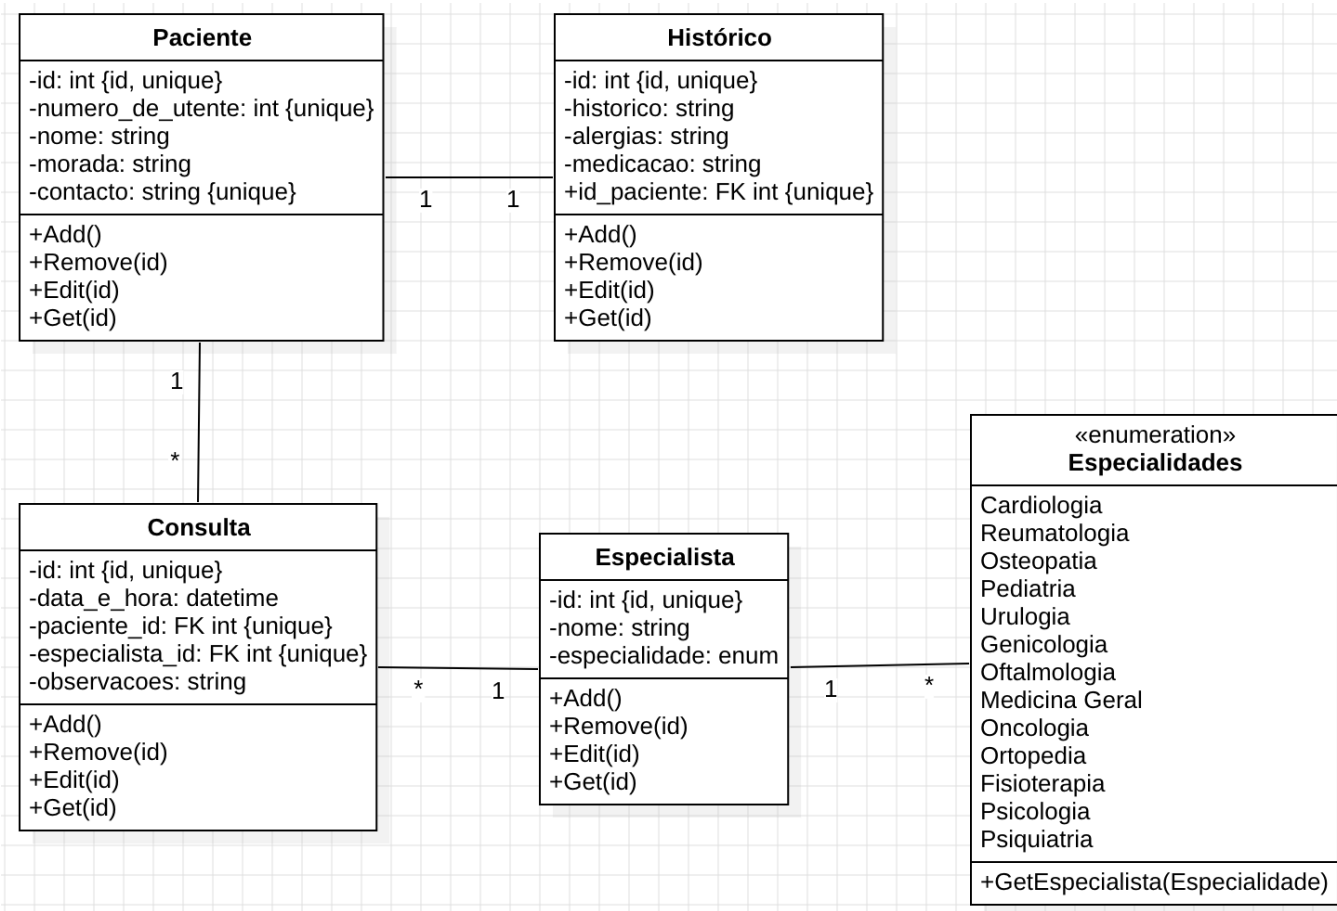 Paciente
-id: int {id, unique}
-numero_de_utente: int {unique}
-nome: string
-morada: string
-contacto: string {unique}
+Add()
+Remove(id)
+Edit(id)
+Get(id)
Histórico
-id: int {id, unique}
-historico: string
-alergias: string
-medicacao: string
+id_paciente: FK int {unique}
+Add()
+Remove(id)
+Edit(id)
+Get(id)
1
1
1
*
Consulta
-id: int {id, unique}
-data_e_hora: datetime
-paciente_id: FK int {unique}
-especialista_id: FK int {unique}
-observacoes: string
+Add()
+Remove(id)
+Edit(id)
+Get(id)
*
1
Especialista
-id: int {id, unique}
-nome: string
-especialidade: enum
+Add()
+Remove(id)
+Edit(id)
+Get(id)
1
*
«enumeration»
Especialidades
Cardiologia
Reumatologia
Osteopatia
Pediatria
Urulogia
Genicologia
Oftalmologia
Medicina Geral
Oncologia
Ortopedia
Fisioterapia
Psicologia
Psiquiatria
+GetEspecialista(Especialidade)